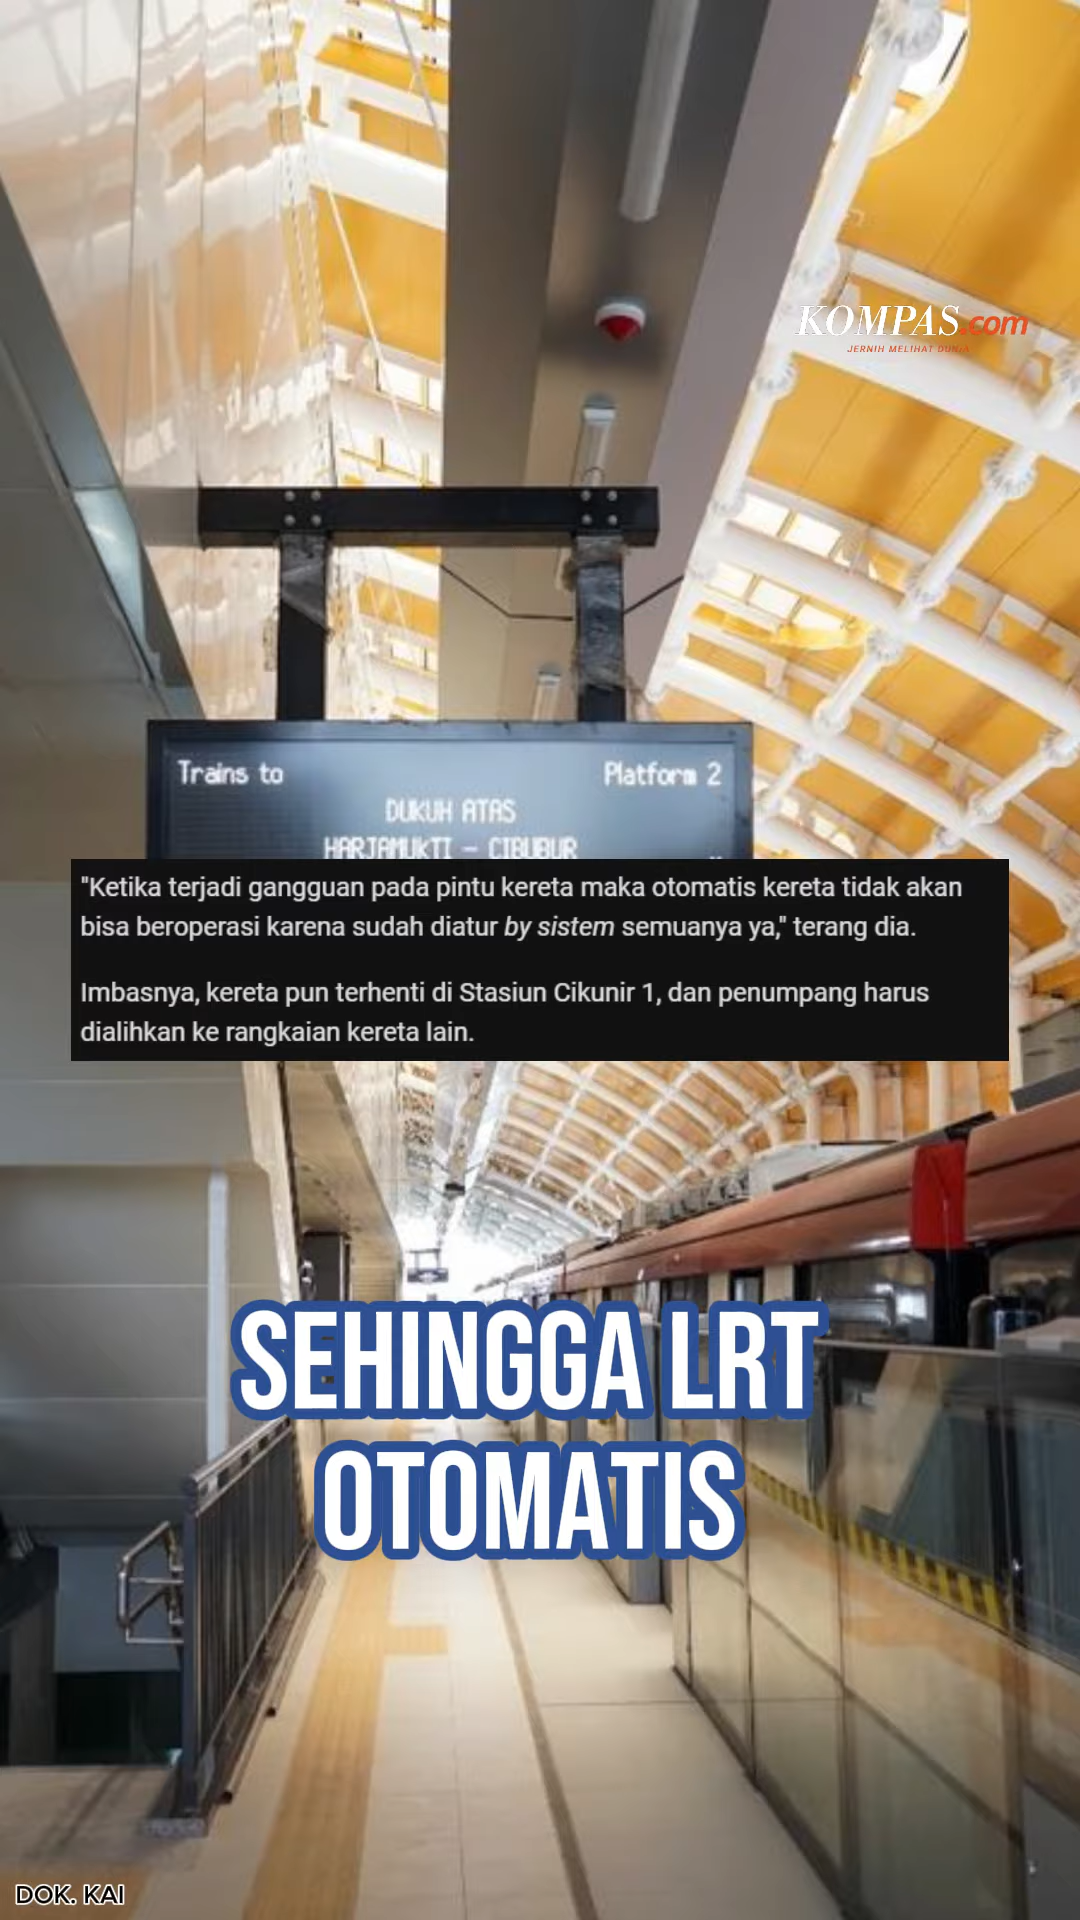 KOMPAS.com
JERNIH MELIHAT DUNIA
Trains to Platform 2
DUKUH ATAS
HARJAMUKTI - CIBUBUR
"Ketika terjadi gangguan pada pintu kereta maka otomatis kereta tidak akan
bisa beroperasi karena sudah diatur by sistem semuanya ya," terang dia.
Imbasnya, kereta pun terhenti di Stasiun Cikunir 1, dan penumpang harus
dialihkan ke rangkaian kereta lain.
SEHINGGA LRT
OTOMATIS
DOK. KAI